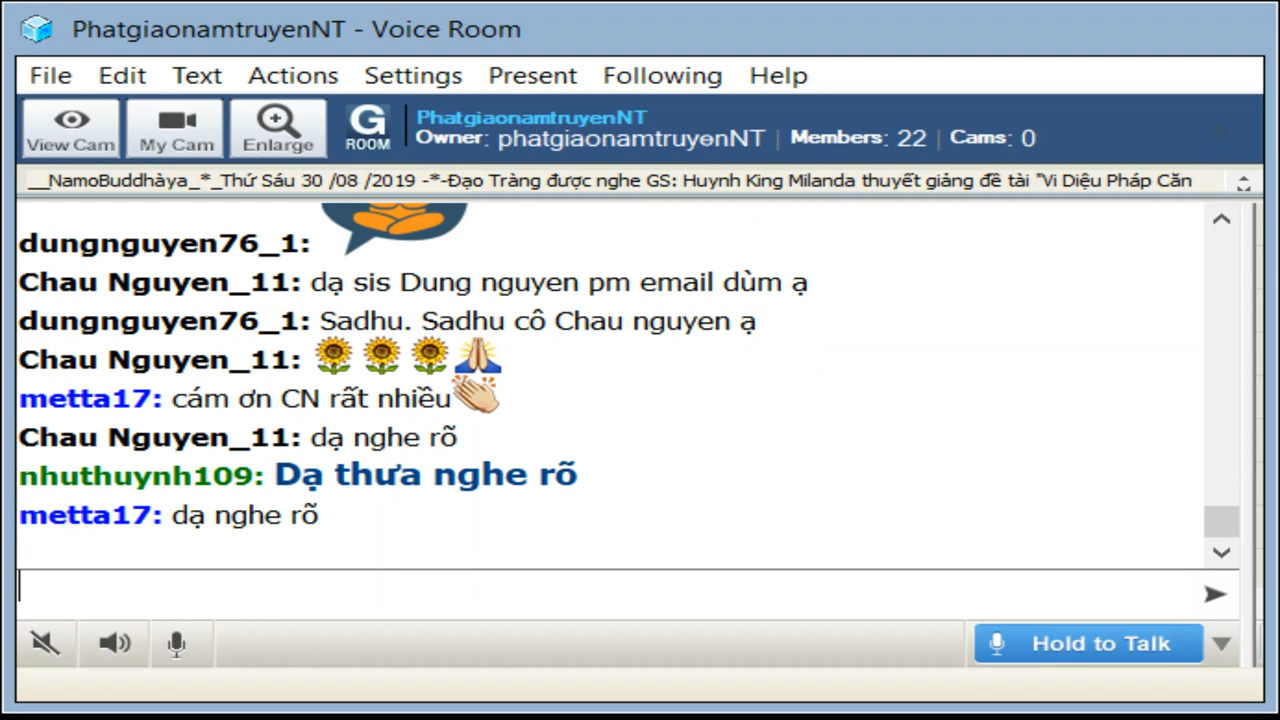 PhatgiaonamtruyenNT - Voice Room
File Edit Text Actions Settings Present Following Help
View Cam My Cam Enlarge G ROOM
PhatgiaonamtruyenNT
Owner: phatgiaonamtruyenNT | Members: 22 | Cams: 0
__NamoBuddhàya_*_Thứ Sáu 30 /08 /2019 -*-Đạo Tràng được nghe GS: Huynh King Milanda thuyết giảng đề tài "Vi Diệu Pháp Căn
dungnguyen76_1:
Chau Nguyen_11: dạ sis Dung nguyen pm email dùm ạ
dungnguyen76_1: Sadhu. Sadhu cô Chau nguyen ạ
Chau Nguyen_11: 🌻🌻🌻🙏
metta17: cám ơn CN rất nhiều👏
Chau Nguyen_11: dạ nghe rõ
nhuthuynh109: Dạ thưa nghe rõ
metta17: dạ nghe rõ
Hold to Talk